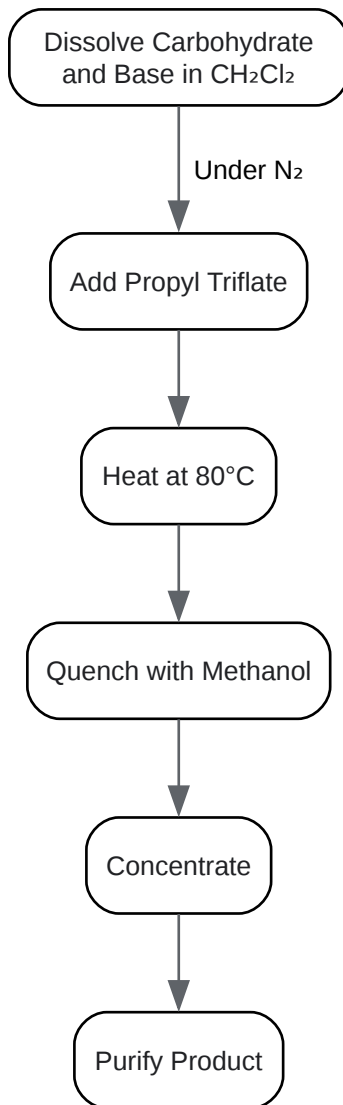 Dissolve Carbohydrate
and Base in CH₂Cl₂
Under N₂
Add Propyl Triflate
Heat at 80°C
Quench with Methanol
Concentrate
Purify Product